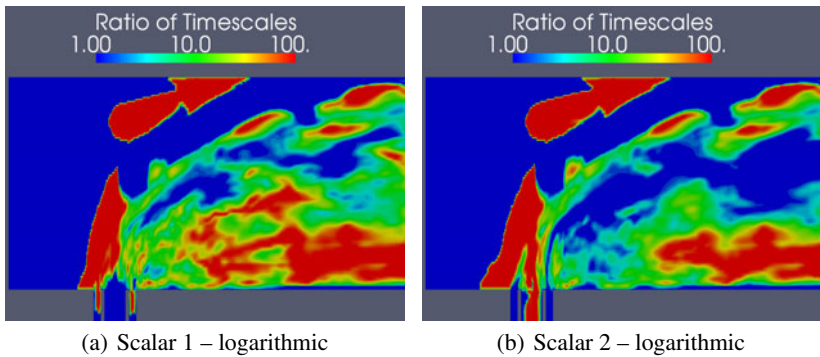 Ratio of Timescales
1.00 10.0 100.
Ratio of Timescales
1.00 10.0 100.
(a) Scalar 1 – logarithmic
(b) Scalar 2 – logarithmic